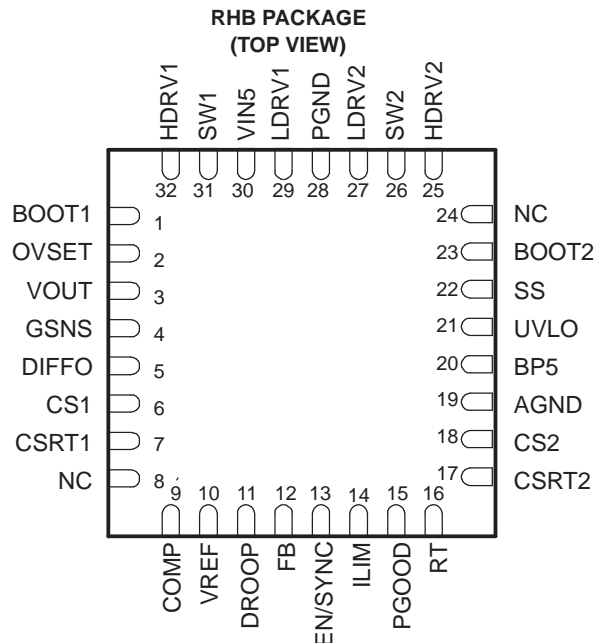 RHB PACKAGE
(TOP VIEW)
HDRV1
SW1
VIN5
LDRV1
PGND
LDRV2
SW2
HDRV2
32 31 30 29 28 27 26 25
BOOT1 1
OVSET 2
VOUT 3
GSNS 4
DIFFO 5
CS1 6
CSRT1 7
NC 8
24 NC
23 BOOT2
22 SS
21 UVLO
20 BP5
19 AGND
18 CS2
17 CSRT2
9 10 11 12 13 14 15 16
COMP
VREF
DROOP
FB
EN/SYNC
ILIM
PGOOD
RT